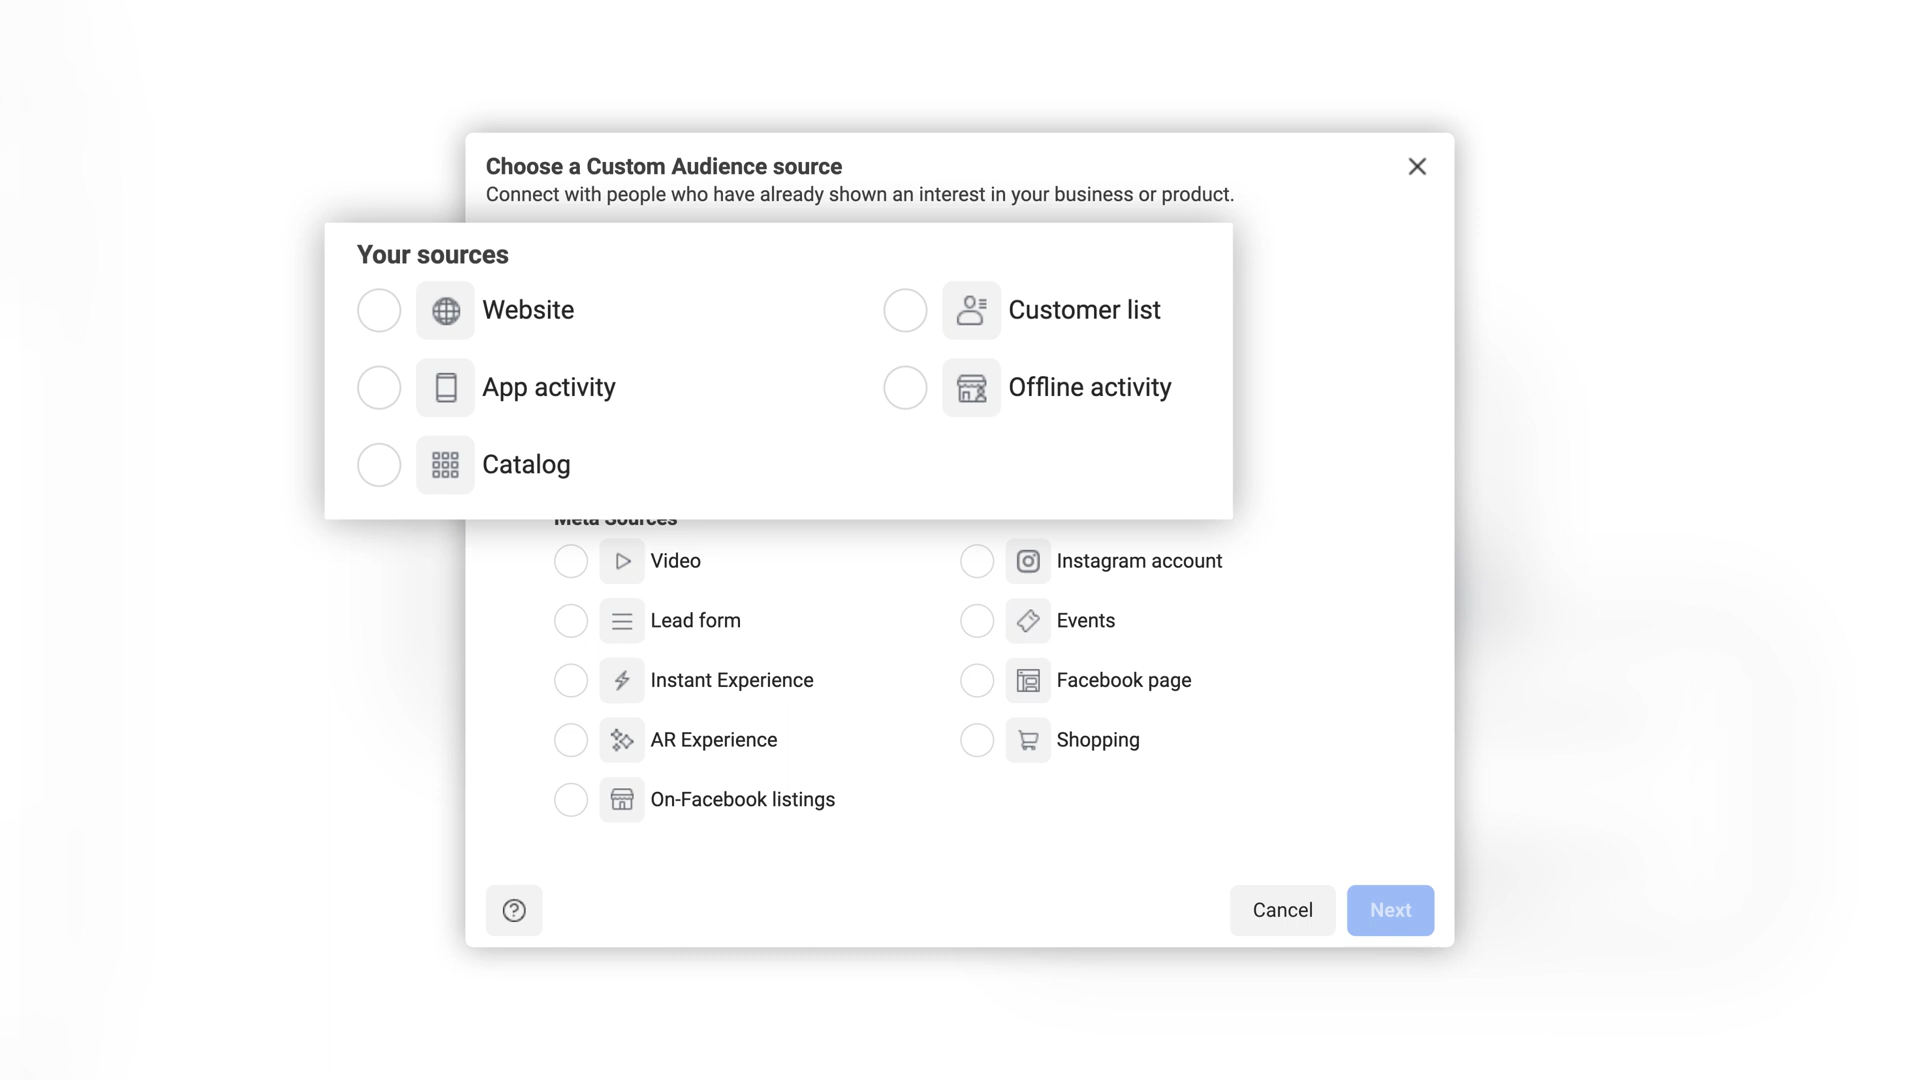 Choose a Custom Audience source
Connect with people who have already shown an interest in your business or product.
Your sources
Website
Customer list
App activity
Offline activity
Catalog
Meta Sources
Video
Instagram account
Lead form
Events
Instant Experience
Facebook page
AR Experience
Shopping
On-Facebook listings
Cancel
Next